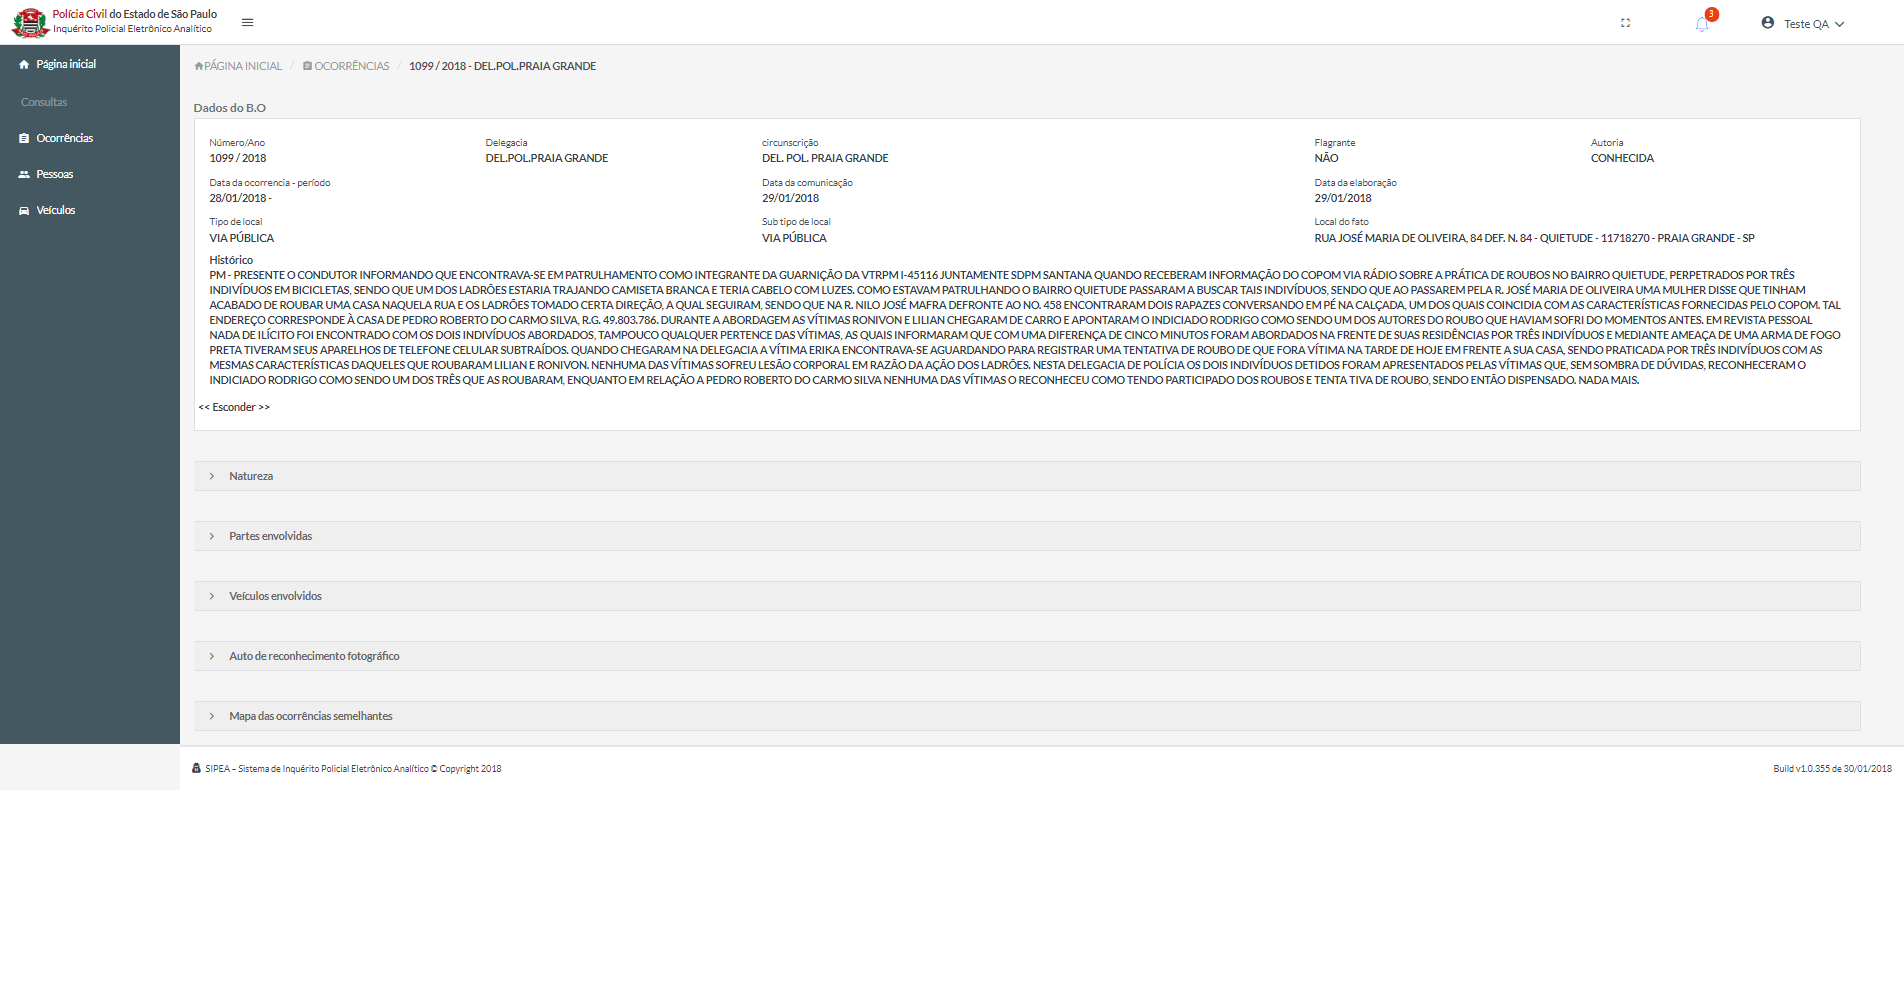 Polícia Civil do Estado de São Paulo
Inquérito Policial Eletrônico Analítico
3
Teste QA
Página inicial
Consultas
Ocorrências
Pessoas
Veículos
PÁGINA INICIAL / OCORRÊNCIAS / 1099 / 2018 - DEL.POL.PRAIA GRANDE
Dados do B.O
Número/Ano Delegacia circunscrição Flagrante Autoria
1099 / 2018 DEL.POL.PRAIA GRANDE DEL. POL. PRAIA GRANDE NÃO CONHECIDA
Data da ocorrencia - período Data da comunicação Data da elaboração
28/01/2018 - 29/01/2018 29/01/2018
Tipo de local Sub tipo de local Local do fato
VIA PÚBLICA VIA PÚBLICA RUA JOSÉ MARIA DE OLIVEIRA, 84 DEF. N. 84 - QUIETUDE - 11718270 - PRAIA GRANDE - SP
Histórico
PM - PRESENTE O CONDUTOR INFORMANDO QUE ENCONTRAVA-SE EM PATRULHAMENTO COMO INTEGRANTE DA GUARNIÇÃO DA VTRPM I-45116 JUNTAMENTE SDPM SANTANA QUANDO RECEBERAM INFORMAÇÃO DO COPOM VIA RÁDIO SOBRE A PRÁTICA DE ROUBOS NO BAIRRO QUIETUDE, PERPETRADOS POR TRÊS
INDIVÍDUOS EM BICICLETAS, SENDO QUE UM DOS LADRÕES ESTARIA TRAJANDO CAMISETA BRANCA E TERIA CABELO COM LUZES. COMO ESTAVAM PATRULHANDO O BAIRRO QUIETUDE PASSARAM A BUSCAR TAIS INDIVÍDUOS, SENDO QUE AO PASSAREM PELA R. JOSÉ MARIA DE OLIVEIRA UMA MULHER DISSE QUE TINHAM
ACABADO DE ROUBAR UMA CASA NAQUELA RUA E OS LADRÕES TOMADO CERTA DIREÇÃO, A QUAL SEGUIRAM, SENDO QUE NA R. NILO JOSÉ MAFRA DEFRONTE AO NO. 458 ENCONTRARAM DOIS RAPAZES CONVERSANDO EM PÉ NA CALÇADA, UM DOS QUAIS COINCIDIA COM AS CARACTERÍSTICAS FORNECIDAS PELO COPOM. TAL
ENDEREÇO CORRESPONDE À CASA DE PEDRO ROBERTO DO CARMO SILVA, R.G. 49.803.786. DURANTE A ABORDAGEM AS VÍTIMAS RONIVON E LILIAN CHEGARAM DE CARRO E APONTARAM O INDICIADO RODRIGO COMO SENDO UM DOS AUTORES DO ROUBO QUE HAVIAM SOFRI DO MOMENTOS ANTES. EM REVISTA PESSOAL
NADA DE ILÍCITO FOI ENCONTRADO COM OS DOIS INDIVÍDUOS ABORDADOS, TAMPOUCO QUALQUER PERTENCE DAS VÍTIMAS, AS QUAIS INFORMARAM QUE COM UMA DIFERENÇA DE CINCO MINUTOS FORAM ABORDADOS NA FRENTE DE SUAS RESIDÊNCIAS POR TRÊS INDIVÍDUOS E MEDIANTE AMEAÇA DE UMA ARMA DE FOGO
PRETA TIVERAM SEUS APARELHOS DE TELEFONE CELULAR SUBTRAÍDOS. QUANDO CHEGARAM NA DELEGACIA A VÍTIMA ERIKA ENCONTRAVA-SE AGUARDANDO PARA REGISTRAR UMA TENTATIVA DE ROUBO DE QUE FORA VÍTIMA NA TARDE DE HOJE EM FRENTE A SUA CASA, SENDO PRATICADA POR TRÊS INDIVÍDUOS COM AS
MESMAS CARACTERÍSTICAS DAQUELES QUE ROUBARAM LILIAN E RONIVON. NENHUMA DAS VÍTIMAS SOFREU LESÃO CORPORAL EM RAZÃO DA AÇÃO DOS LADRÕES. NESTA DELEGACIA DE POLÍCIA OS DOIS INDIVÍDUOS DETIDOS FORAM APRESENTADOS PELAS VÍTIMAS QUE, SEM SOMBRA DE DÚVIDAS, RECONHECERAM O
INDICIADO RODRIGO COMO SENDO UM DOS TRÊS QUE AS ROUBARAM, ENQUANTO EM RELAÇÃO A PEDRO ROBERTO DO CARMO SILVA NENHUMA DAS VÍTIMAS O RECONHECEU COMO TENDO PARTICIPADO DOS ROUBOS E TENTA TIVA DE ROUBO, SENDO ENTÃO DISPENSADO. NADA MAIS.
<< Esconder >>
Natureza
Partes envolvidas
Veículos envolvidos
Auto de reconhecimento fotográfico
Mapa das ocorrências semelhantes
SIPEA – Sistema de Inquérito Policial Eletrônico Analítico © Copyright 2018
Build v1.0.355 de 30/01/2018